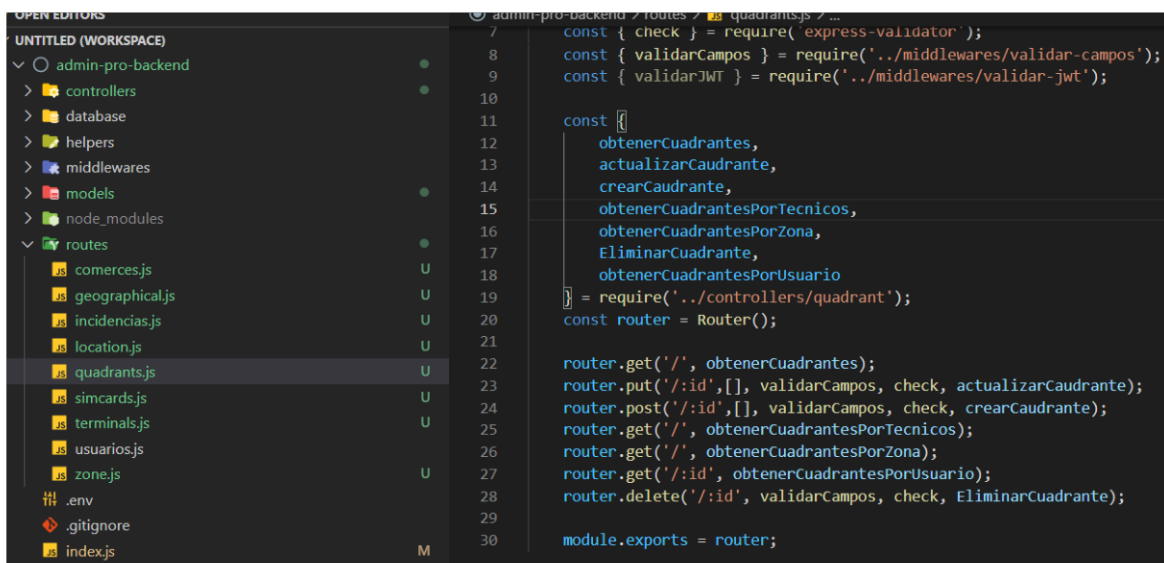 OPEN EDITORS
UNTITLED (WORKSPACE)
admin-pro-backend
controllers
database
helpers
middlewares
models
node_modules
routes
comerces.js U
geographical.js U
incidencias.js U
location.js U
quadrants.js U
simcards.js U
terminals.js U
usuarios.js
zone.js U
.env
.gitignore
index.js M
admin-pro-backend > routes > JS quadrants.js > ...
7 const { check } = require('express-validator');
8 const { validarCampos } = require('../middlewares/validar-campos');
9 const { validarJWT } = require('../middlewares/validar-jwt');
10
11 const {
12 obtenerCuadrantes,
13 actualizarCaudrante,
14 crearCaudrante,
15 obtenerCuadrantesPorTecnicos,
16 obtenerCuadrantesPorZona,
17 EliminarCuadrante,
18 obtenerCuadrantesPorUsuario
19 } = require('../controllers/quadrant');
20 const router = Router();
21
22 router.get('/', obtenerCuadrantes);
23 router.put('/:id',[], validarCampos, check, actualizarCaudrante);
24 router.post('/:id',[], validarCampos, check, crearCaudrante);
25 router.get('/', obtenerCuadrantesPorTecnicos);
26 router.get('/', obtenerCuadrantesPorZona);
27 router.get('/:id', obtenerCuadrantesPorUsuario);
28 router.delete('/:id', validarCampos, check, EliminarCuadrante);
29
30 module.exports = router;